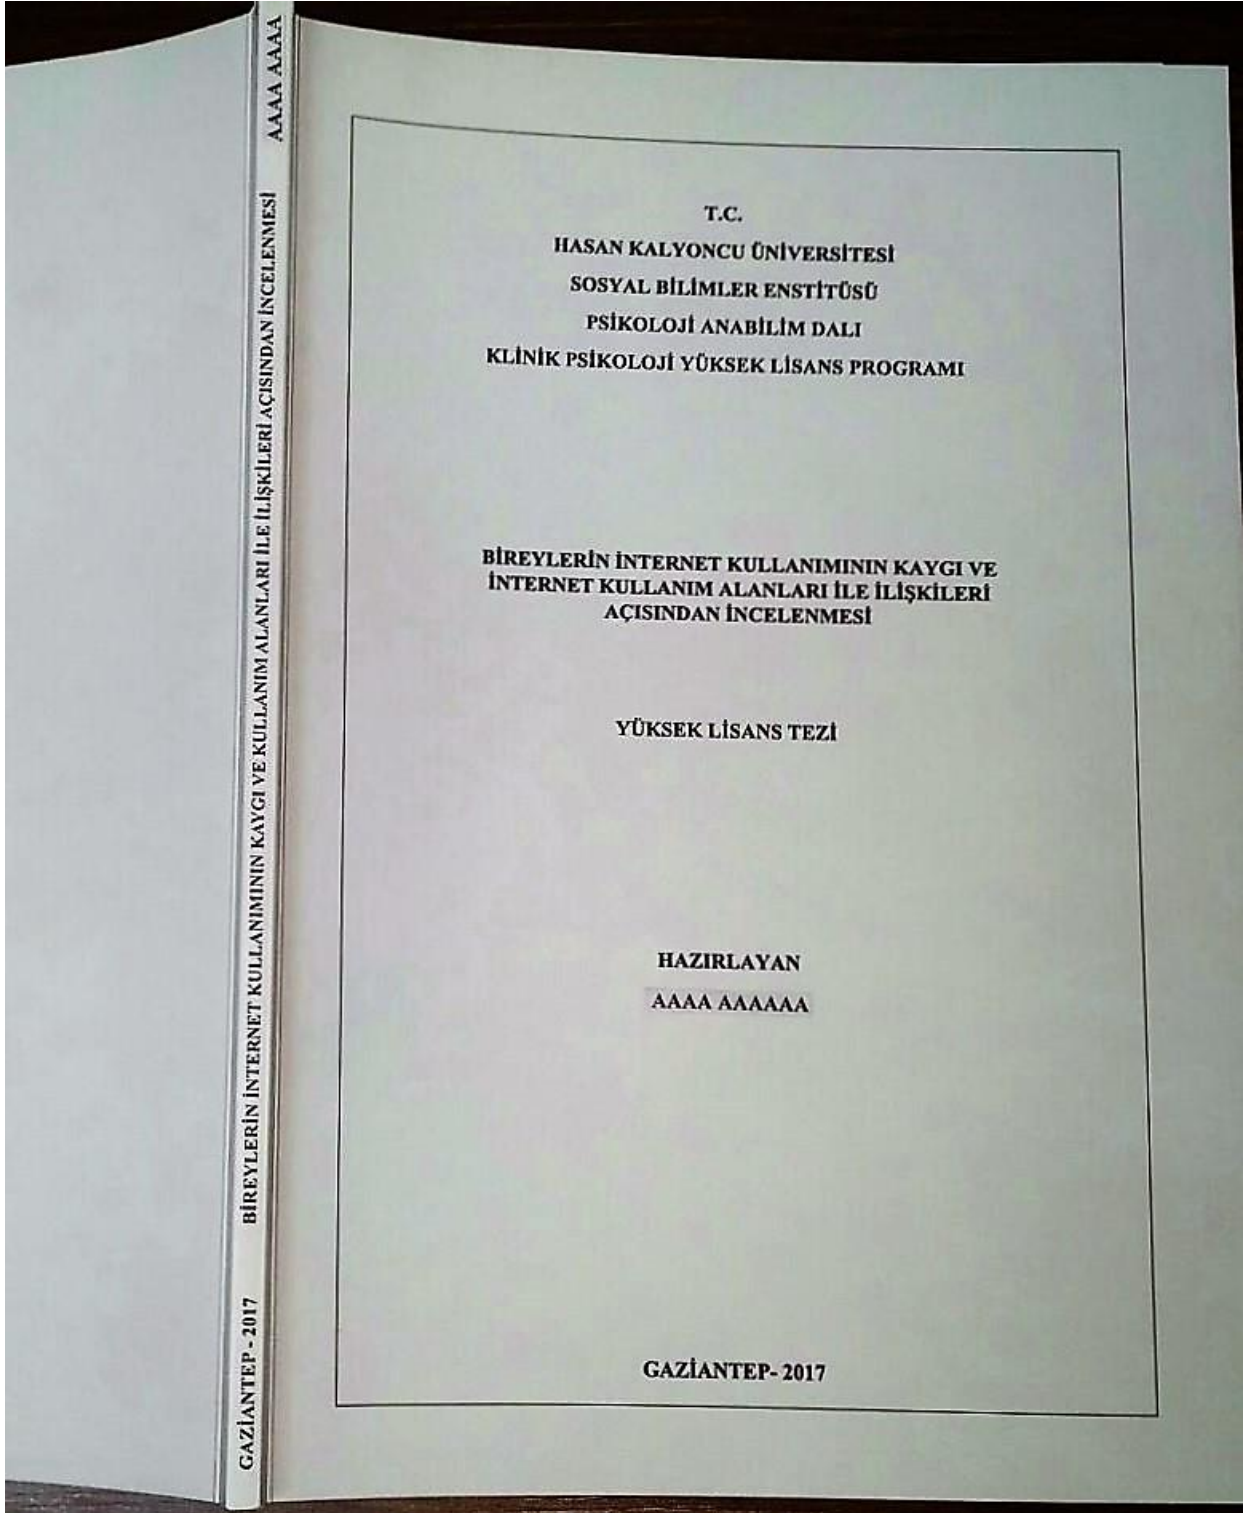 AAAA AAAA
BİREYLERİN İNTERNET KULLANIMININ KAYGI VE KULLANIM ALANLARI İLE İLİŞKİLERİ AÇISINDAN İNCELENMESİ
GAZİANTEP - 2017
T.C.
HASAN KALYONCU ÜNİVERSİTESİ
SOSYAL BİLİMLER ENSTİTÜSÜ
PSİKOLOJİ ANABİLİM DALI
KLİNİK PSİKOLOJİ YÜKSEK LİSANS PROGRAMI
BİREYLERİN İNTERNET KULLANIMININ KAYGI VE
İNTERNET KULLANIM ALANLARI İLE İLİŞKİLERİ
AÇISINDAN İNCELENMESİ
YÜKSEK LİSANS TEZİ
HAZIRLAYAN
AAAA AAAAAA
GAZİANTEP- 2017